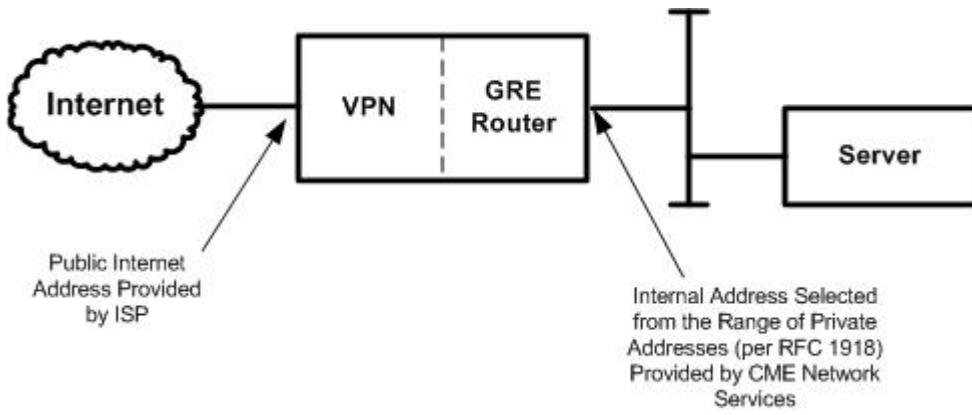 Internet
VPN
GRE
Router
Server
Public Internet
Address Provided
by ISP
Internal Address Selected
from the Range of Private
Addresses (per RFC 1918)
Provided by CME Network
Services